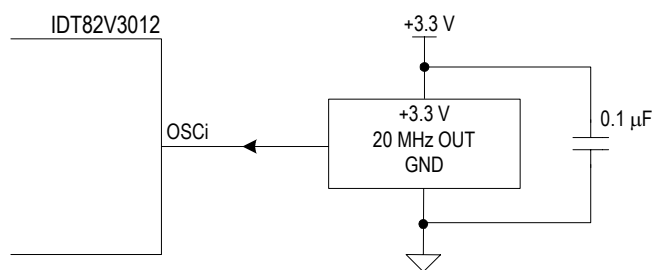 IDT82V3012
+3.3 V
OSCi
+3.3 V
20 MHz OUT
GND
0.1 μF